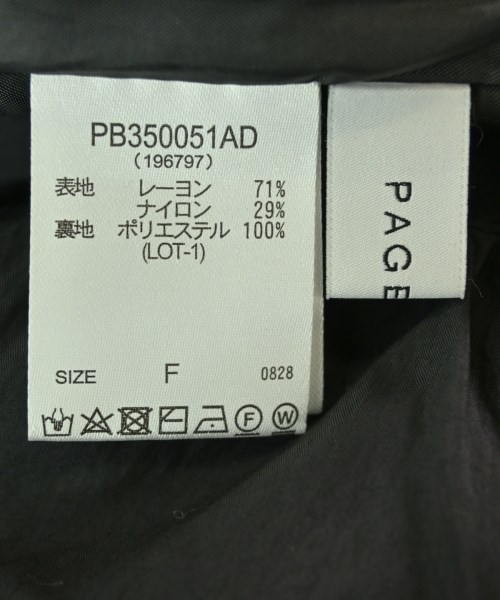 PB350051AD
(196797)
表地 レーヨン 71%
ナイロン 29%
裏地 ポリエステル 100%
(LOT-1)
SIZE F 0828
F W
PAGE